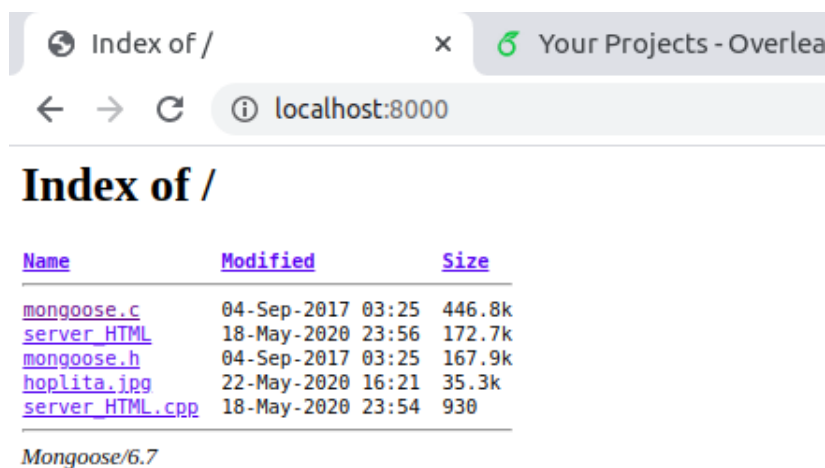 Index of / × Your Projects - Overlea
localhost:8000
Index of /
Name Modified Size
mongoose.c 04-Sep-2017 03:25 446.8k
server_HTML 18-May-2020 23:56 172.7k
mongoose.h 04-Sep-2017 03:25 167.9k
hoplita.jpg 22-May-2020 16:21 35.3k
server_HTML.cpp 18-May-2020 23:54 930
Mongoose/6.7